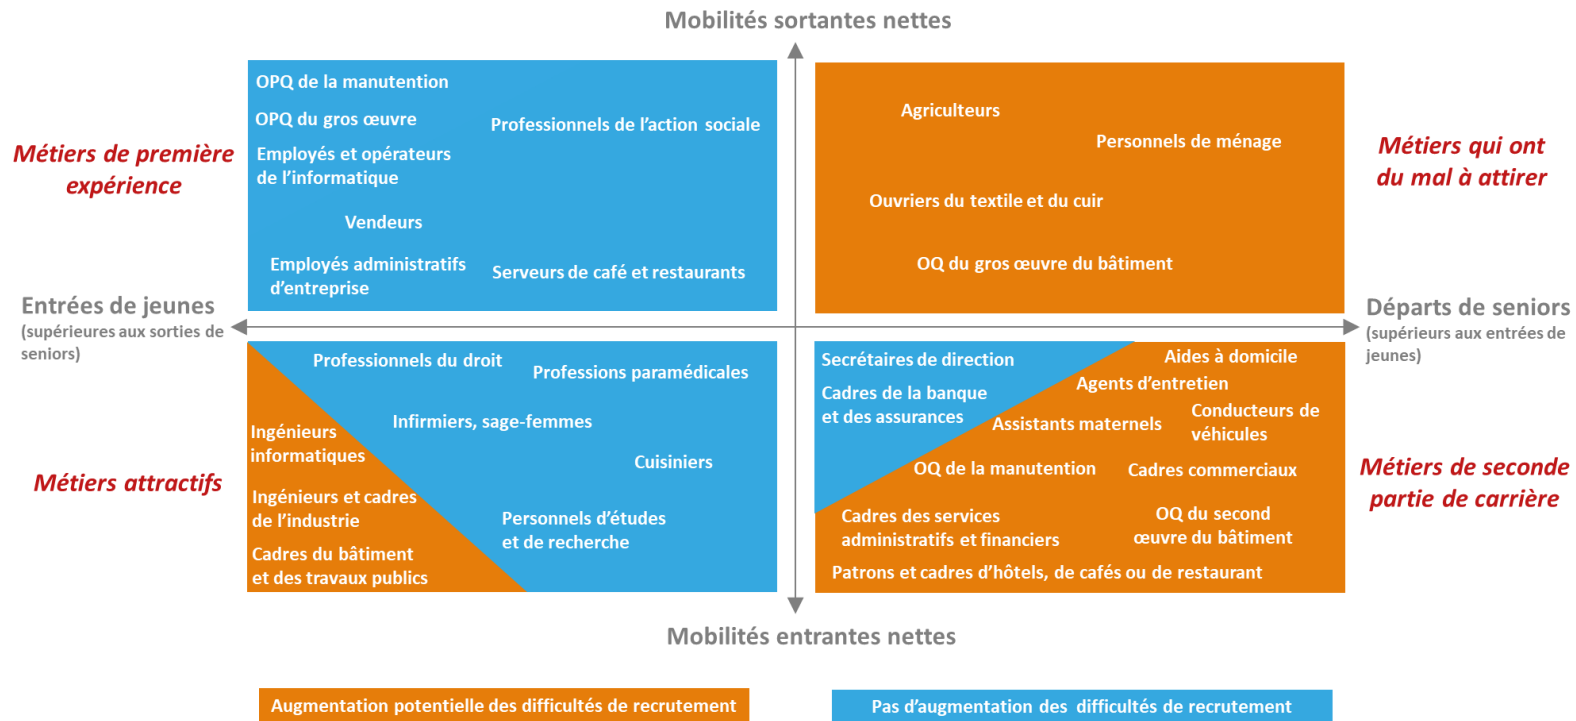 Mobilités sortantes nettes
Métiers de première
expérience
OPQ de la manutention
OPQ du gros œuvre
Professionnels de l'action sociale
Employés et opérateurs
de l'informatique
Vendeurs
Employés administratifs
d'entreprise
Serveurs de café et restaurants
Agriculteurs
Personnels de ménage
Ouvriers du textile et du cuir
OQ du gros œuvre du bâtiment
Métiers qui ont
du mal à attirer
Entrées de jeunes
(supérieures aux sorties de
seniors)
Départs de seniors
(supérieurs aux entrées de
jeunes)
Métiers attractifs
Professionnels du droit
Professions paramédicales
Infirmiers, sage-femmes
Ingénieurs
informatiques
Cuisiniers
Ingénieurs et cadres
de l'industrie
Personnels d'études
et de recherche
Cadres du bâtiment
et des travaux publics
Secrétaires de direction
Cadres de la banque
et des assurances
Aides à domicile
Agents d'entretien
Assistants maternels
Conducteurs de
véhicules
OQ de la manutention
Cadres commerciaux
Cadres des services
administratifs et financiers
OQ du second
œuvre du bâtiment
Patrons et cadres d'hôtels, de cafés ou de restaurant
Métiers de seconde
partie de carrière
Mobilités entrantes nettes
Augmentation potentielle des difficultés de recrutement
Pas d'augmentation des difficultés de recrutement